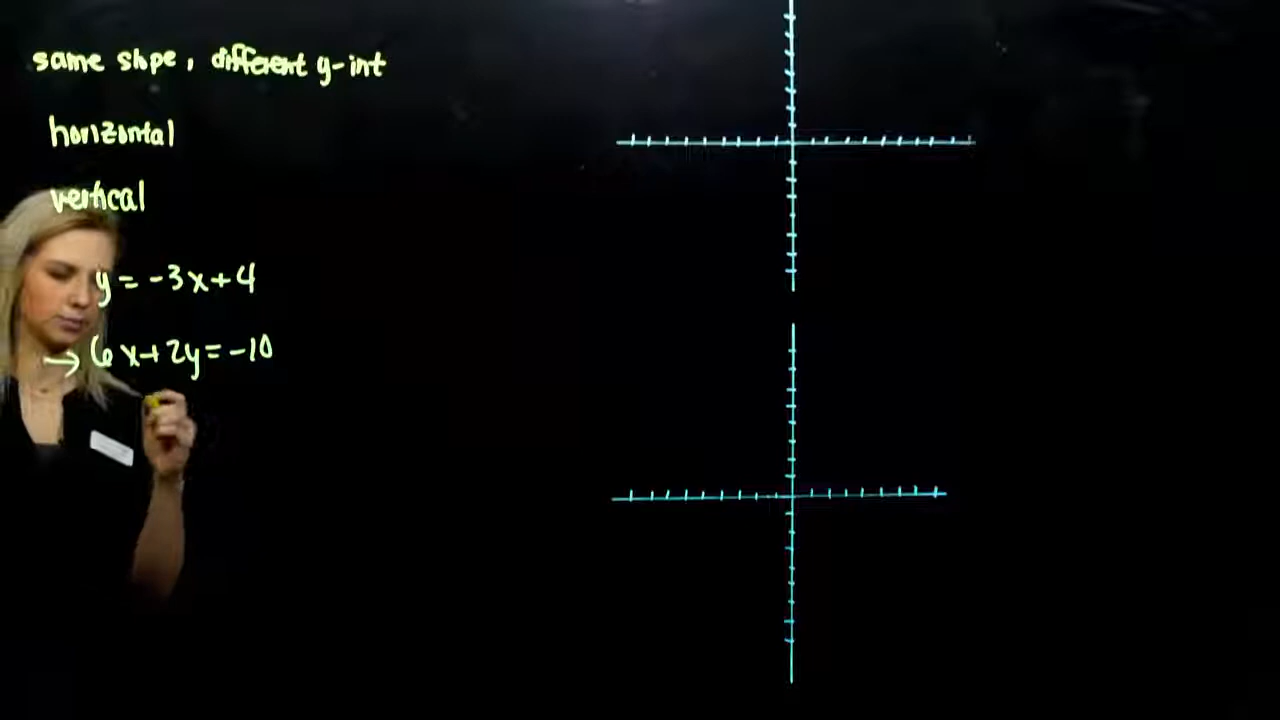 same slope, different y-int
horizontal
vertical
y = -3x+4
→ 6x+2y = -10